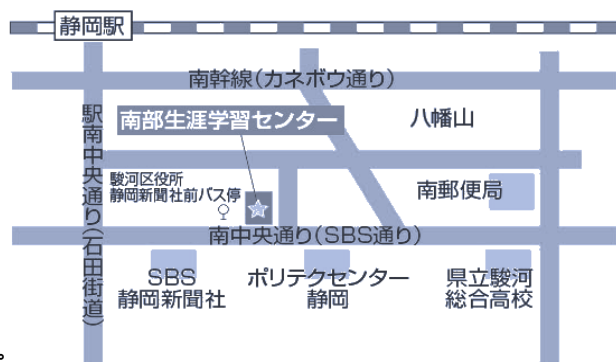 静岡駅
南幹線(カネボウ通り)
南部生涯学習センター
八幡山
駅南中央通り(石田街道)
駿河区役所
静岡新聞社前バス停
南郵便局
南中央通り(SBS通り)
SBS
静岡新聞社
ポリテクセンター
静岡
県立駿河
総合高校
。